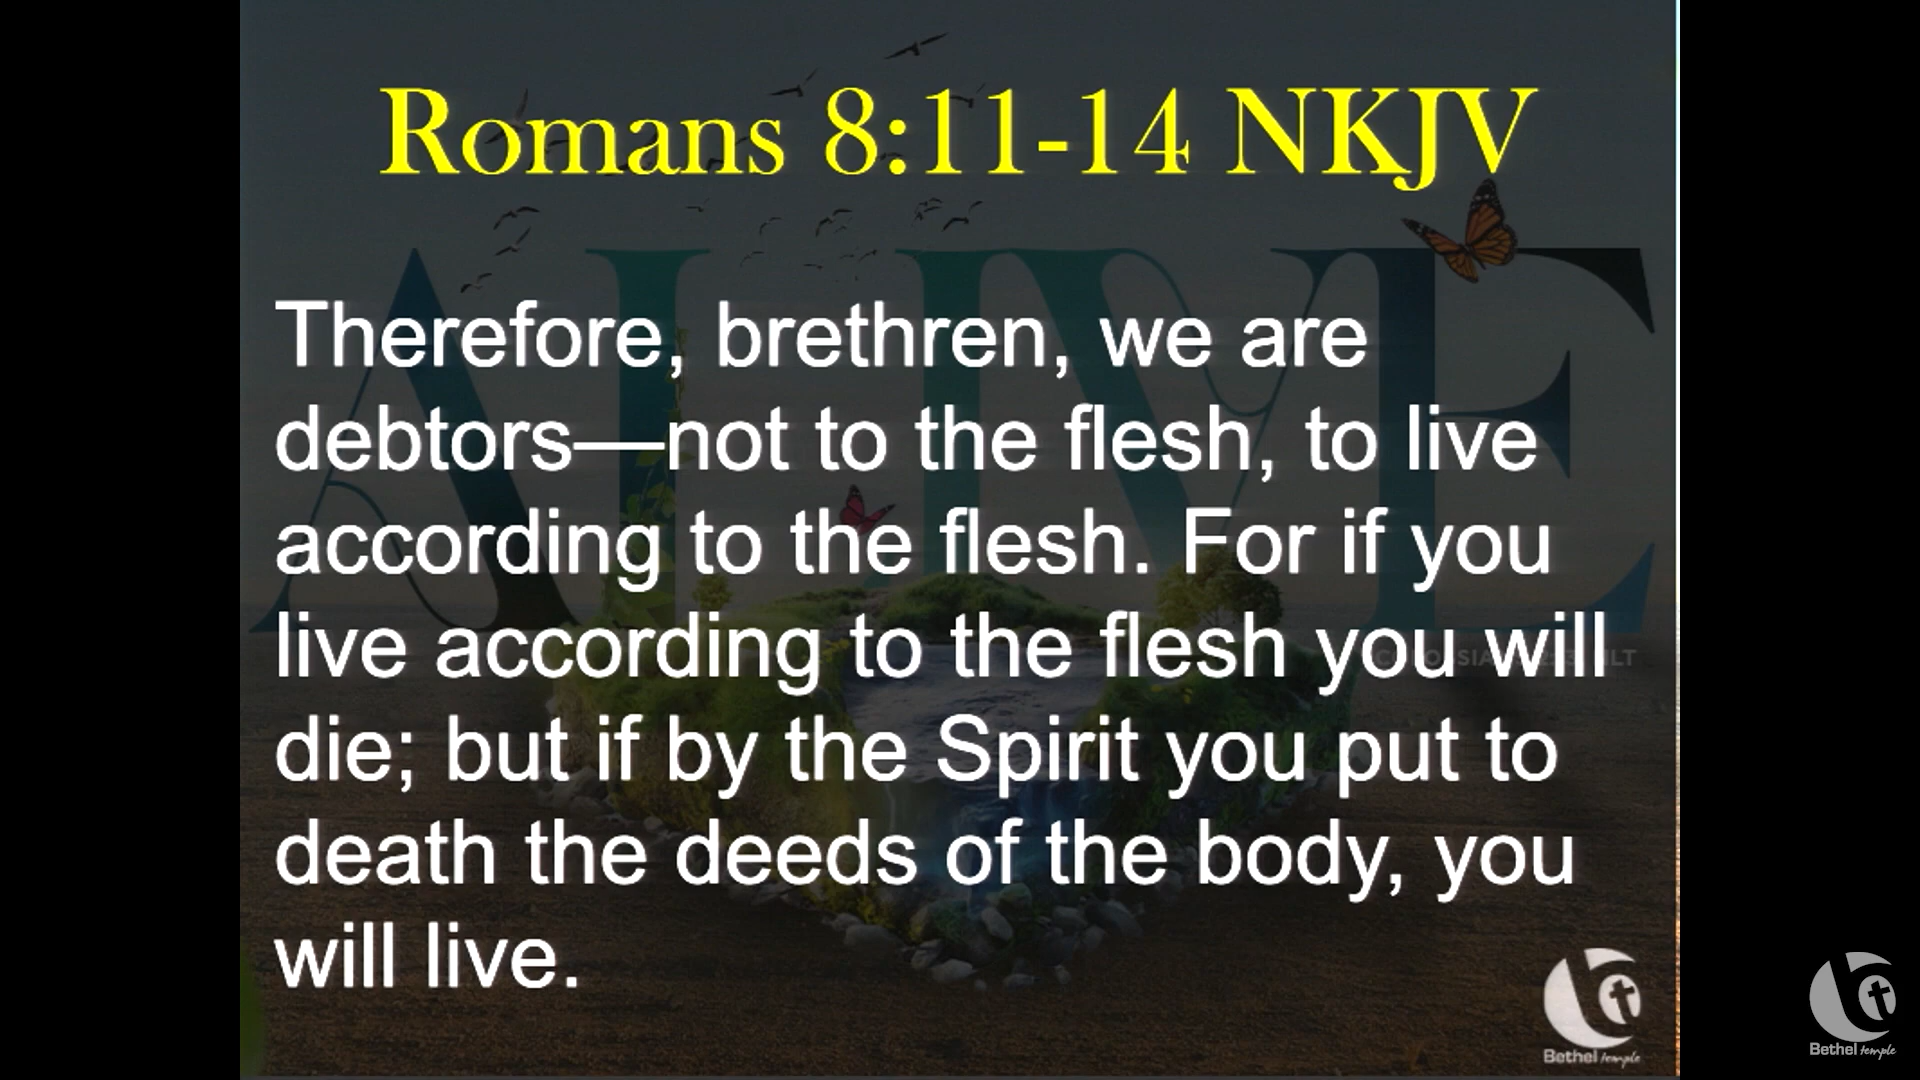 Romans 8:11-14 NKJV
ALIVE
Therefore, brethren, we are
debtors—not to the flesh, to live
according to the flesh. For if you
live according to the flesh you will
die; but if by the Spirit you put to
death the deeds of the body, you
will live.
Bethel temple
Bethel temple